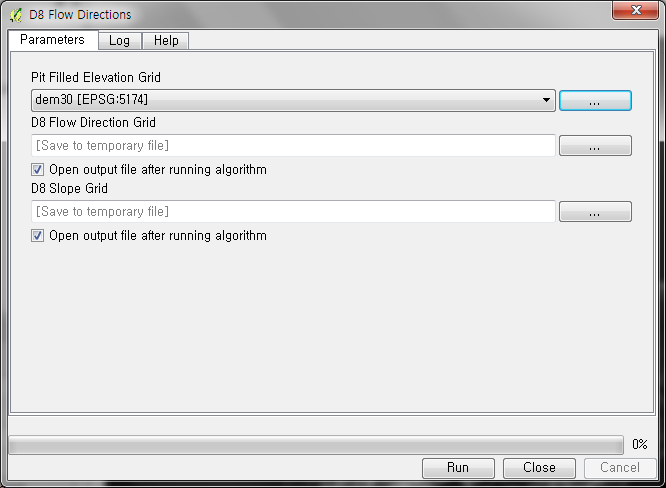 D8 Flow Directions
Parameters Log Help
Pit Filled Elevation Grid
dem30 [EPSG:5174] ...
D8 Flow Direction Grid
[Save to temporary file] ...
Open output file after running algorithm
D8 Slope Grid
[Save to temporary file] ...
Open output file after running algorithm
0%
Run Close Cancel